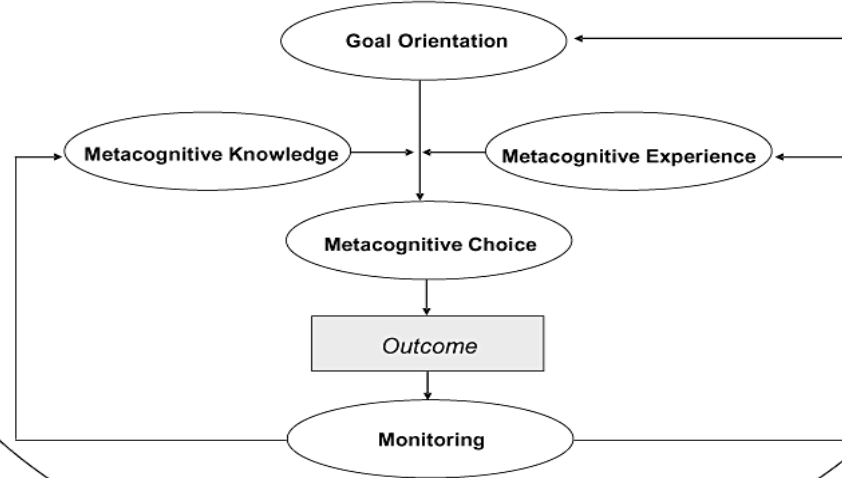 Goal Orientation
Metacognitive Knowledge
Metacognitive Experience
Metacognitive Choice
Outcome
Monitoring